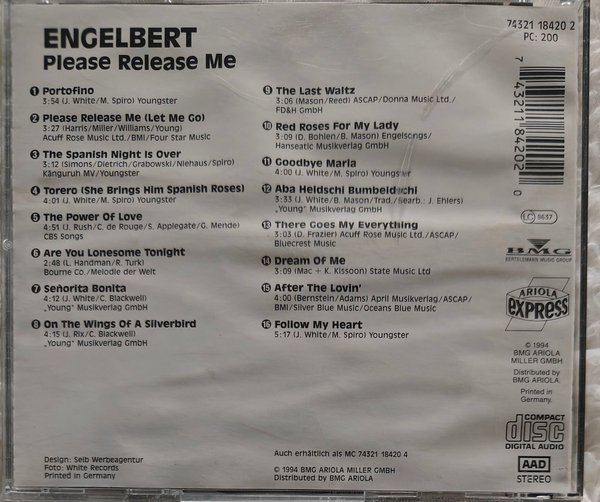 ENGELBERT
Please Release Me
74321 18420 2
PC: 200
1 Portofino
3:54 (J. White/M. Spiro) Youngster
2 Please Release Me (Let Me Go)
3:27 (Harris/Miller/Williams/Young)
Acuff Rose Music Ltd./BMI/Four Star Music
3 The Spanish Night Is Over
3:12 (Simons/Dietrich/Grabowski/Niehaus/Spiro)
Känguruh MV/Youngster
4 Torero (She Brings Him Spanish Roses)
4:01 (J. White/M. Spiro) Youngster
5 The Power Of Love
4:51 (J. Rush/C. de Rouge/S. Applegate/G. Mende)
CBS Songs
6 Are You Lonesome Tonight
2:48 (L. Handman/R. Turk)
Bourne Co./Melodie der Welt
7 Señorita Bonita
4:12 (J. White/C. Blackwell)
„Young" Musikverlag GmbH
8 On The Wings Of A Silverbird
4:15 (J. Rix/C. Blackwell)
„Young" Musikverlag GmbH
9 The Last Waltz
3:06 (Mason/Reed) ASCAP/Donna Music Ltd./
FD&H GmbH
10 Red Roses For My Lady
3:09 (D. Bohlen/B. Mason) Engelsongs/
Hanseatic Musikverlag GmbH
11 Goodbye Maria
4:00 (J. White/M. Spiro) Youngster
12 Aba Heidschi Bumbeidschi
3:33 (J. White/B. Mason/Trad./Bearb.: J. Ehlers)
„Young" Musikverlag GmbH
13 There Goes My Everything
3:03 (D. Frazier) Acuff Rose Music Ltd./ASCAP/
Bluecrest Music
14 Dream Of Me
3:09 (Mac + K. Kissoon) State Music Ltd
15 After The Lovin'
4:00 (Bernstein/Adams) April Musikverlag/ASCAP/
BMI/Silver Blue Music/Oceans Blue Music
16 Follow My Heart
5:17 (J. White/M. Spiro) Youngster
7 43211 84202 0
LC 9637
BMG
BERTELSMANN MUSIC GROUP
ARIOLA
EXPRESS
© 1994
BMG ARIOLA
MILLER GMBH.
Distributed by
BMG ARIOLA.
Printed in
Germany.
COMPACT
disc
DIGITAL AUDIO
AAD
STEREO
Design: Selb Werbeagentur
Foto: White Records
Printed in Germany
Auch erhältlich als MC 74321 18420 4
℗ 1994 BMG ARIOLA MILLER GMBH
Distributed by BMG ARIOLA